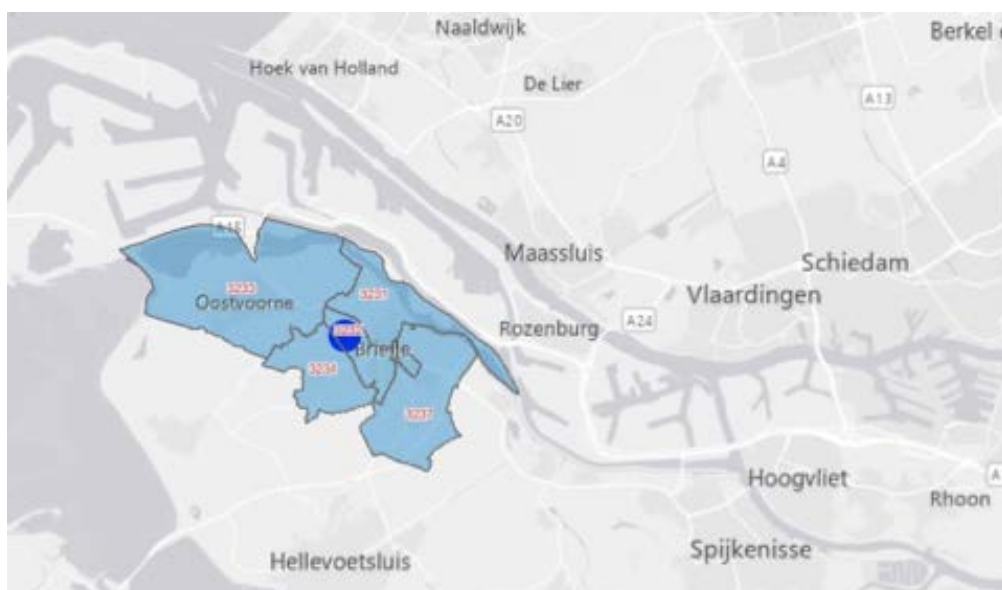 Naaldwijk
Berkel
Hoek van Holland
De Lier
A13
A20
A4
A15
Maassluis
Schiedam
3233
Oostvoorne
3231
Vlaardingen
Rozenburg
A24
3232
Brielle
3234
3237
Hoogvliet
A
Rhoon
Spijkenisse
Hellevoetsluis